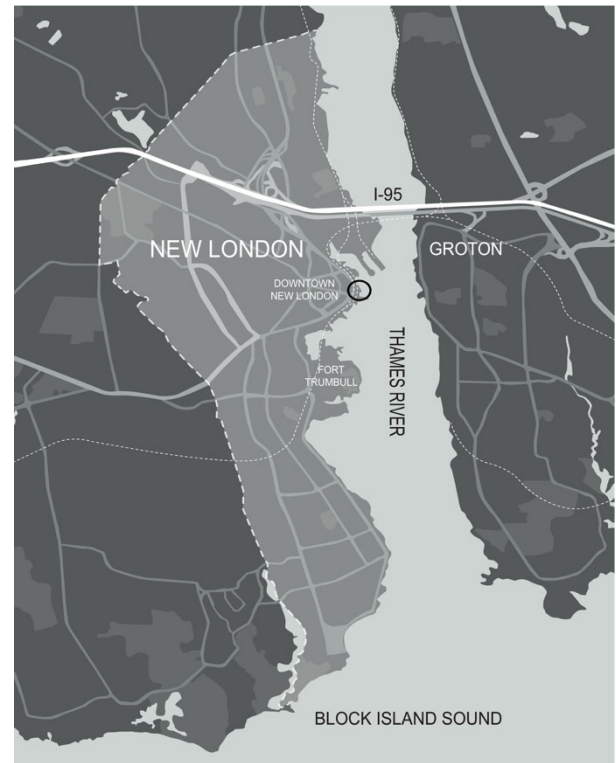 I-95
NEW LONDON
GROTON
DOWNTOWN
NEW LONDON
THAMES RIVER
FORT
TRUMBULL
BLOCK ISLAND SOUND